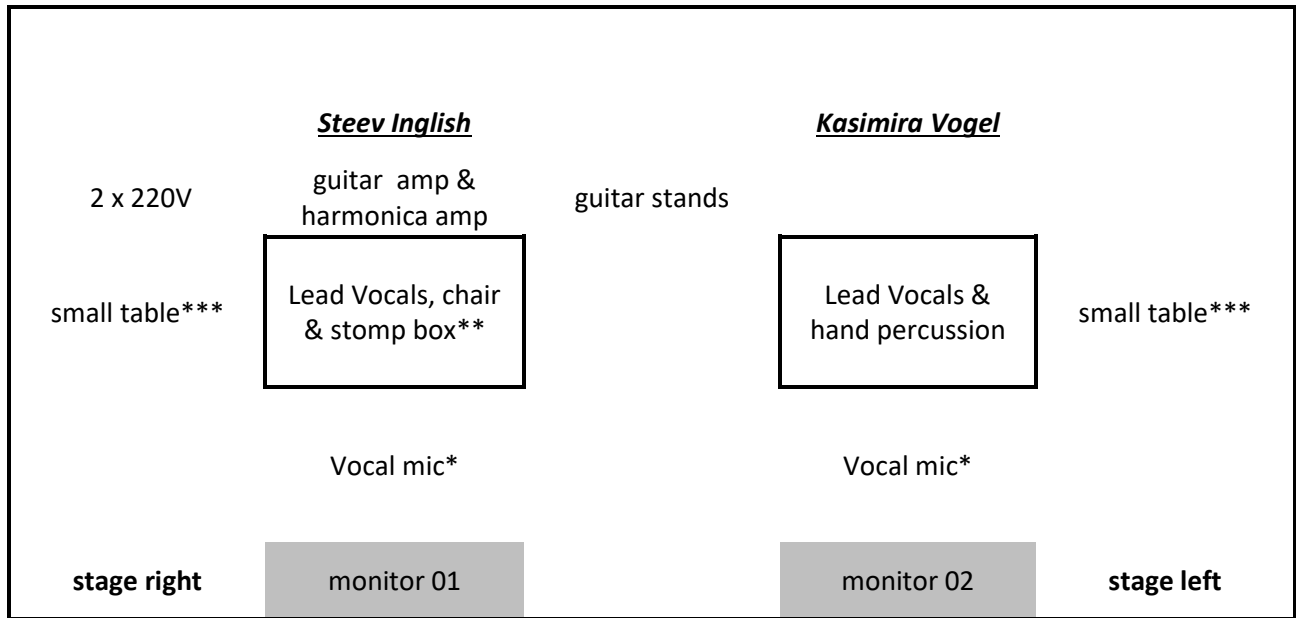 Steev Inglish
Kasimira Vogel
2 x 220V
guitar amp &
harmonica amp
guitar stands
small table***
Lead Vocals, chair
& stomp box**
Lead Vocals &
hand percussion
small table***
Vocal mic*
Vocal mic*
stage right
monitor 01
monitor 02
stage left